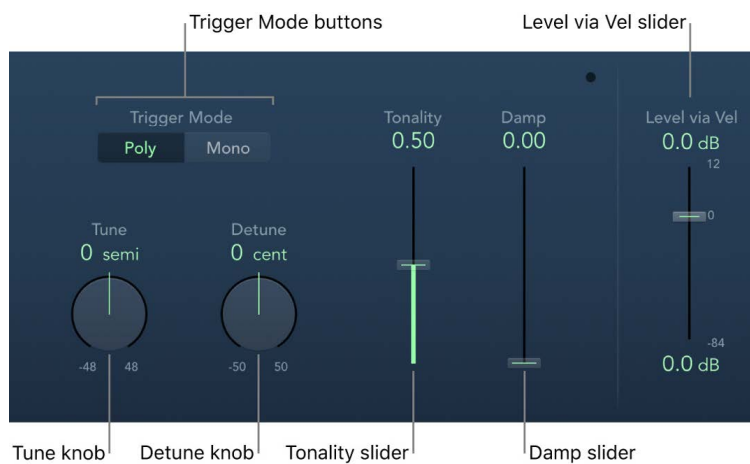 Trigger Mode buttons
Level via Vel slider
Trigger Mode
Poly
Mono
Tonality
0.50
Damp
0.00
Level via Vel
0.0 dB
12
0
-84
0.0 dB
Tune
0 semi
-48
48
Detune
0 cent
-50
50
Tune knob
Detune knob
Tonality slider
Damp slider